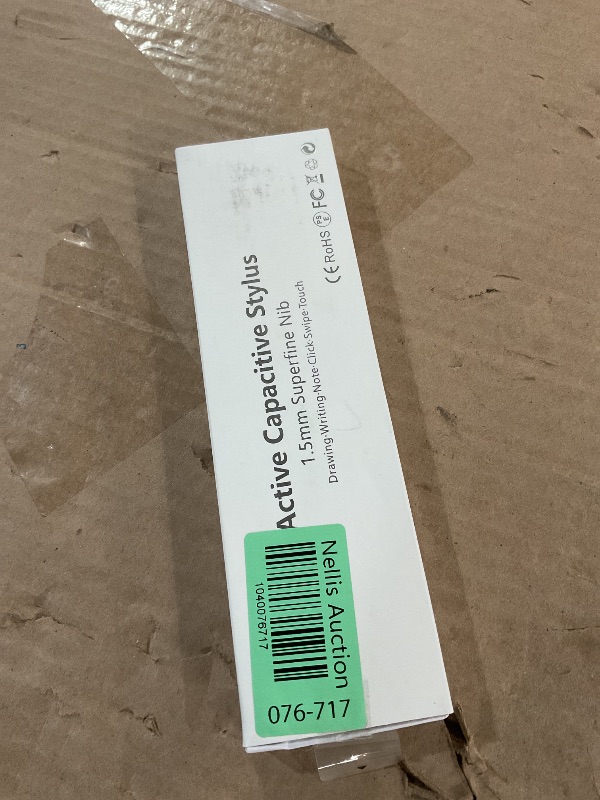 Active Capacitive Stylus
1.5mm Superfine Nib
Drawing·Writing·Note·Click·Swipe·Touch
CE RoHS PSE FC
Nellis Auction
1040076717
076-717